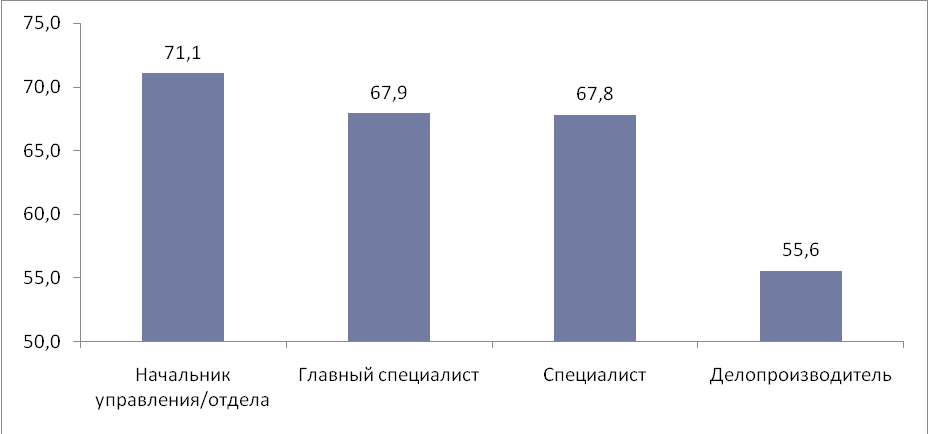 75,0
70,0
65,0
60,0
55,0
50,0
71,1
67,9
67,8
55,6
Начальник
управления/отдела
Главный специалист
Специалист
Делопроизводитель